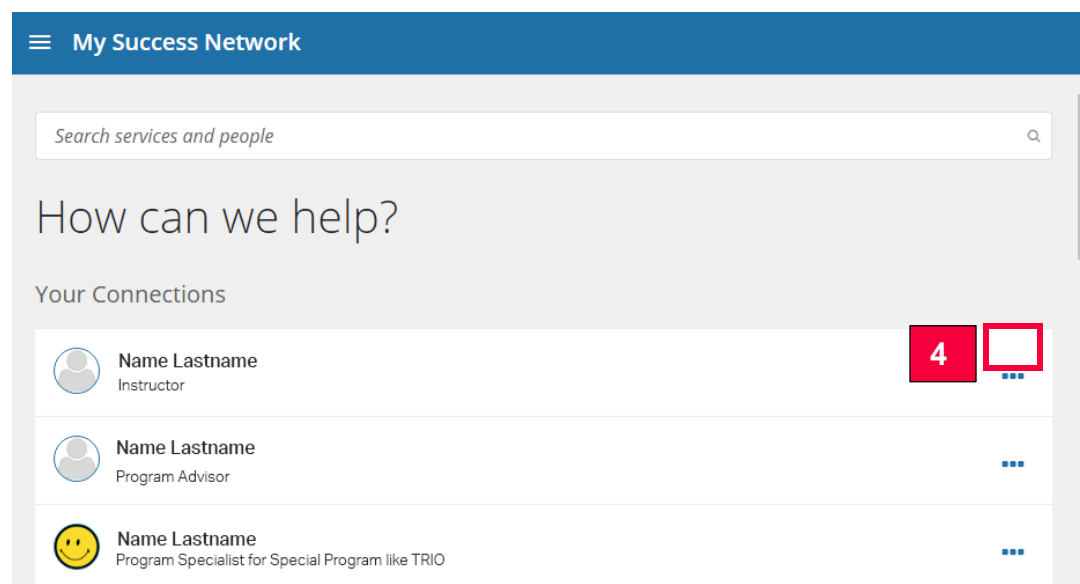 My Success Network
Search services and people
How can we help?
Your Connections
Name Lastname
Instructor
4
Name Lastname
Program Advisor
Name Lastname
Program Specialist for Special Program like TRIO